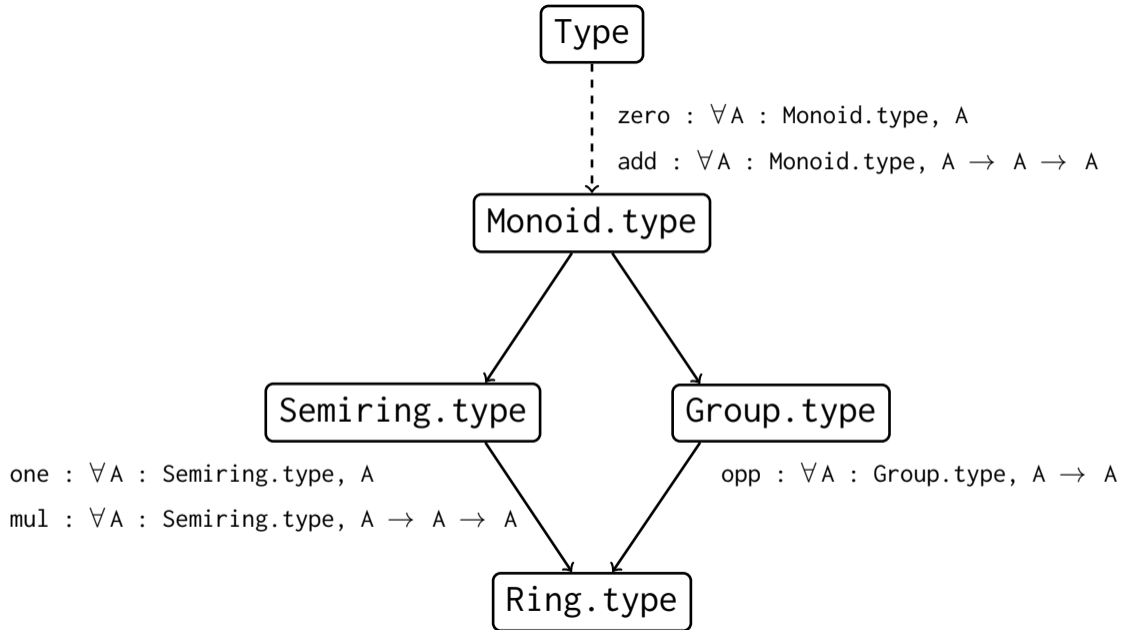 Type
zero : ∀A : Monoid.type, A
add : ∀A : Monoid.type, A → A → A
Monoid.type
Semiring.type
Group.type
one : ∀A : Semiring.type, A
opp : ∀A : Group.type, A → A
mul : ∀A : Semiring.type, A → A → A
Ring.type